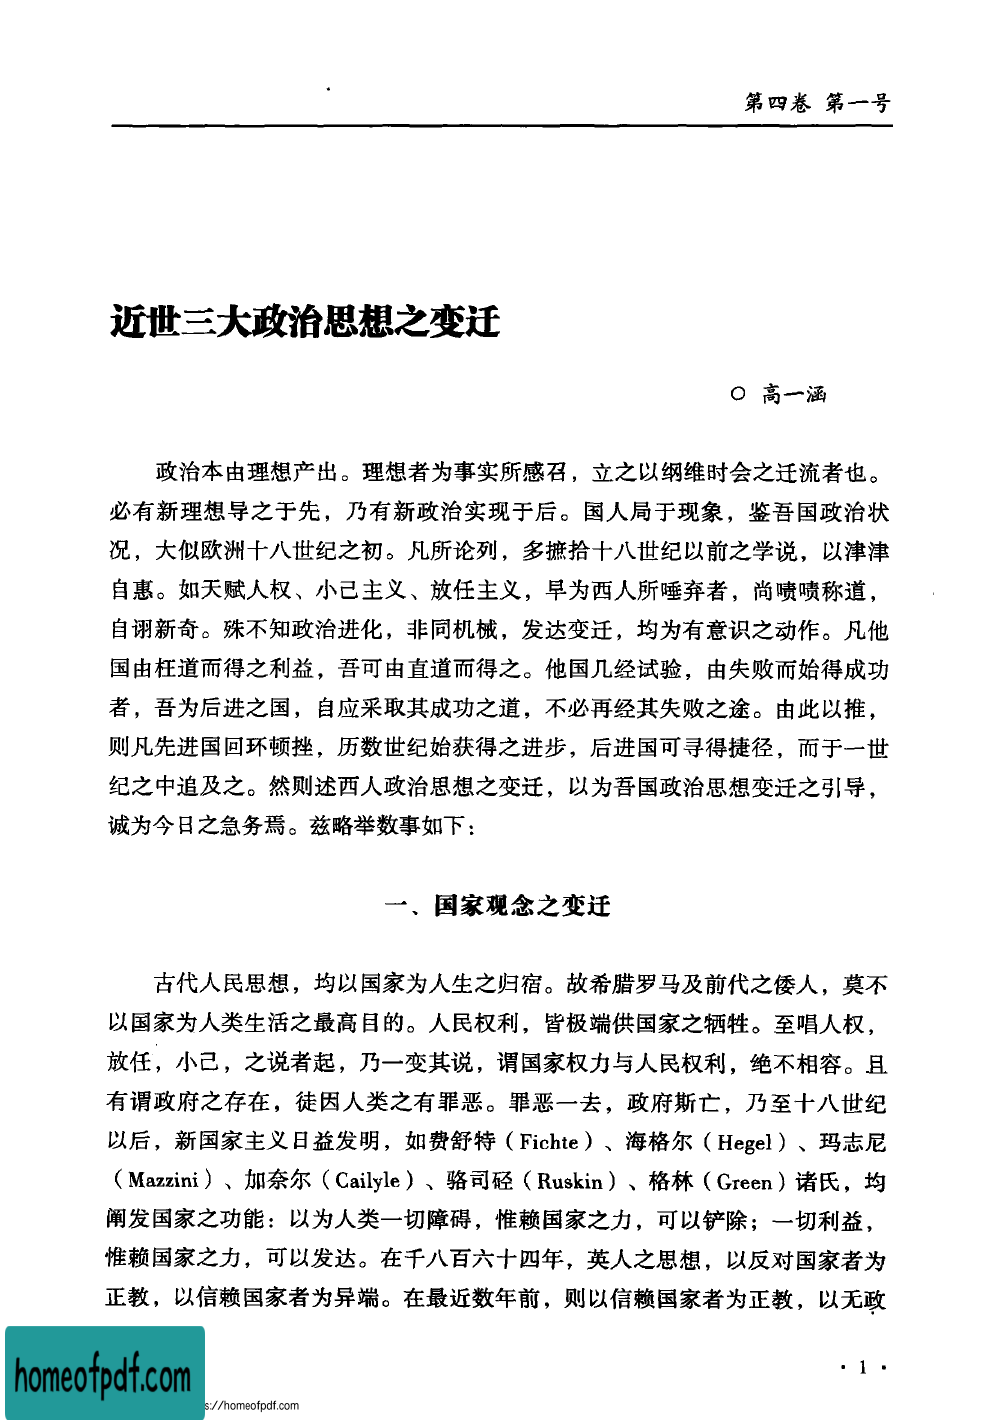 第四卷 第一号
近世三大政治思想之变迁
○ 高一涵
政治本由理想产出。理想者为事实所感召，立之以纲维时会之迁流者也。
必有新理想导之于先，乃有新政治实现于后。国人局于现象，鉴吾国政治状
况，大似欧洲十八世纪之初。凡所论列，多摭拾十八世纪以前之学说，以津津
自惠。如天赋人权、小己主义、放任主义，早为西人所唾弃者，尚啧啧称道，
自诩新奇。殊不知政治进化，非同机械，发达变迁，均为有意识之动作。凡他
国由枉道而得之利益，吾可由直道而得之。他国几经试验，由失败而始得成功
者，吾为后进之国，自应采取其成功之道，不必再经其失败之途。由此以推，
则凡先进国回环顿挫，历数世纪始获得之进步，后进国可寻得捷径，而于一世
纪之中追及之。然则述西人政治思想之变迁，以为吾国政治思想变迁之引导，
诚为今日之急务焉。兹略举数事如下：
一、国家观念之变迁
古代人民思想，均以国家为人生之归宿。故希腊罗马及前代之倭人，莫不
以国家为人类生活之最高目的。人民权利，皆极端供国家之牺牲。至唱人权，
放任，小己，之说者起，乃一变其说，谓国家权力与人民权利，绝不相容。且
有谓政府之存在，徒因人类之有罪恶。罪恶一去，政府斯亡，乃至十八世纪
以后，新国家主义日益发明，如费舒特（Fichte）、海格尔（Hegel）、玛志尼
（Mazzini）、加奈尔（Cailyle）、骆司硁（Ruskin）、格林（Green）诸氏，均
阐发国家之功能：以为人类一切障碍，惟赖国家之力，可以铲除；一切利益，
惟赖国家之力，可以发达。在千八百六十四年，英人之思想，以反对国家者为
正教，以信赖国家者为异端。在最近数年前，则以信赖国家者为正教，以无政
· 1 ·
homeofpdf.com
s://homeofpdf.com